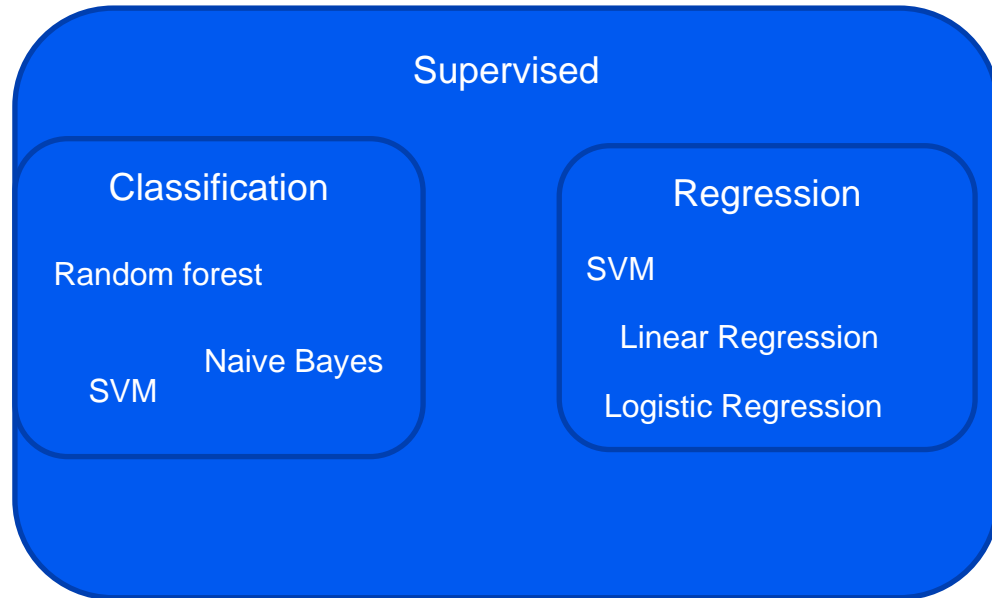 Supervised
Classification
Random forest
Naive Bayes
SVM
Regression
SVM
Linear Regression
Logistic Regression